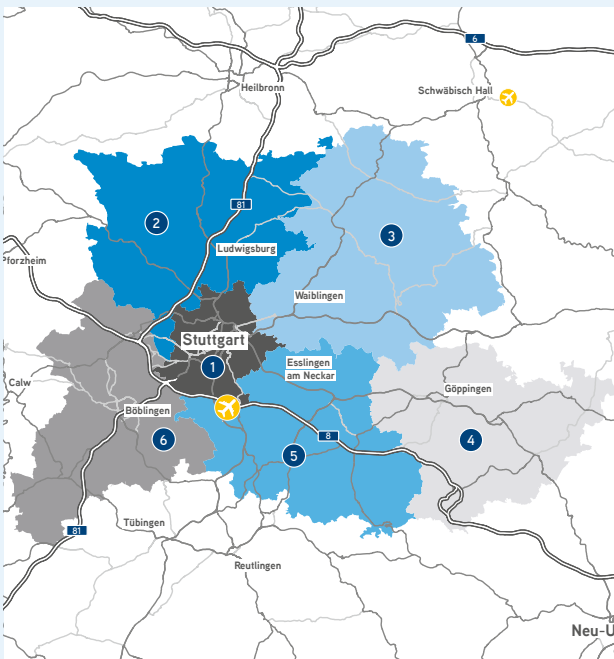 6
Heilbronn
Schwäbisch Hall
81
2
3
Ludwigsburg
Pforzheim
Waiblingen
Stuttgart
1
Esslingen
am Neckar
Calw
Göppingen
Böblingen
8
4
6
5
Tübingen
81
Reutlingen
Neu-U